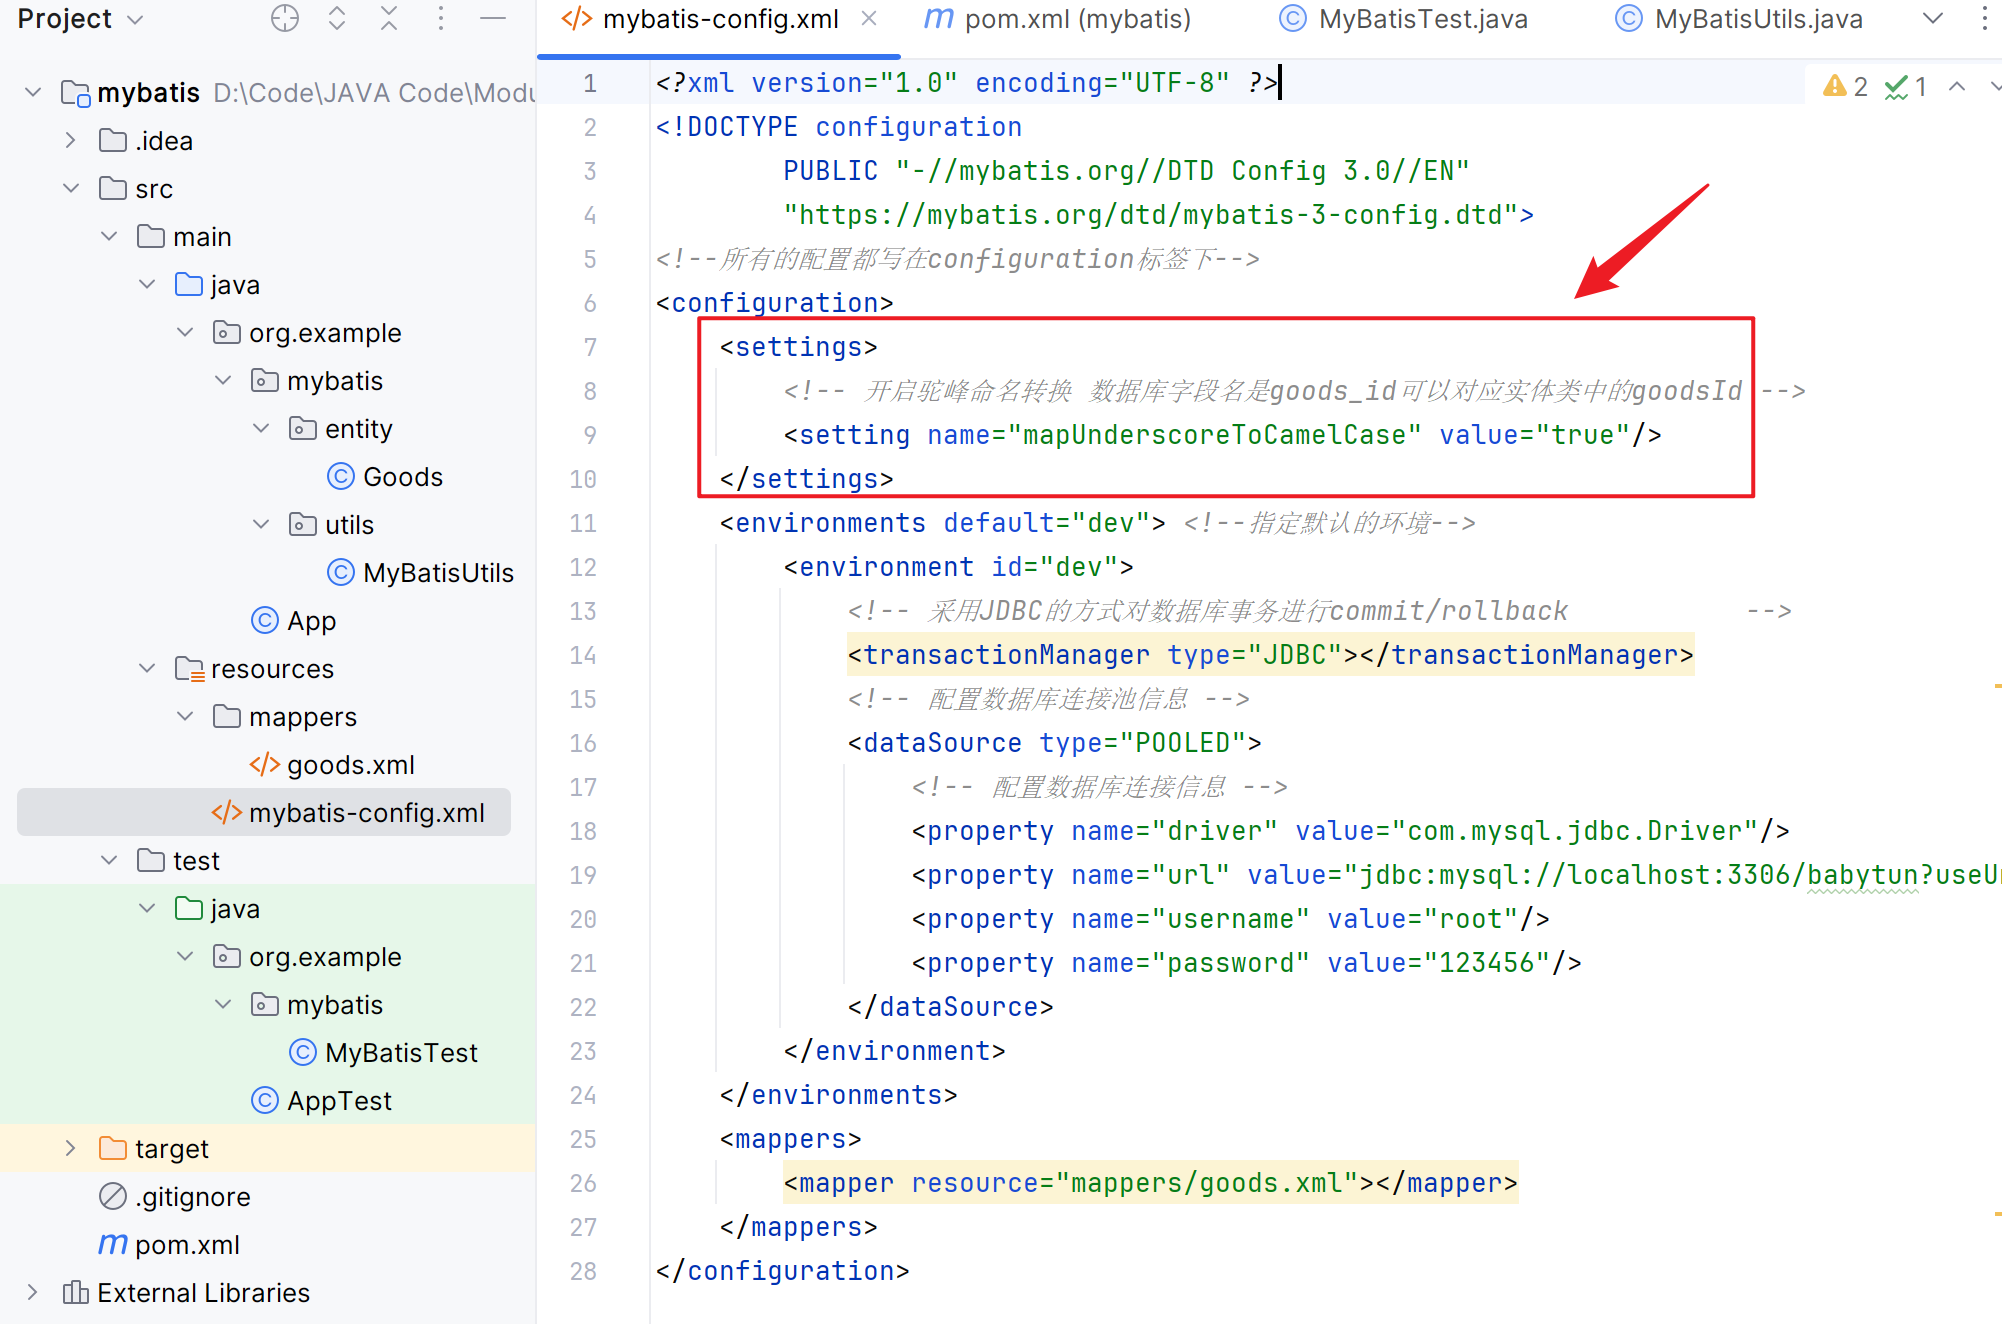 Project
mybatis D:\Code\JAVA Code\Modu
.idea
src
main
java
org.example
mybatis
entity
Goods
utils
MyBatisUtils
App
resources
mappers
goods.xml
mybatis-config.xml
test
java
org.example
mybatis
MyBatisTest
AppTest
target
.gitignore
pom.xml
External Libraries
mybatis-config.xml
pom.xml (mybatis)
MyBatisTest.java
MyBatisUtils.java
2 1
1 <?xml version="1.0" encoding="UTF-8" ?>
2 <!DOCTYPE configuration
3 PUBLIC "-//mybatis.org//DTD Config 3.0//EN"
4 "https://mybatis.org/dtd/mybatis-3-config.dtd">
5 <!--所有的配置都写在configuration标签下-->
6 <configuration>
7 <settings>
8 <!-- 开启驼峰命名转换 数据库字段名是goods_id可以对应实体类中的goodsId -->
9 <setting name="mapUnderscoreToCamelCase" value="true"/>
10 </settings>
11 <environments default="dev"> <!--指定默认的环境-->
12 <environment id="dev">
13 <!-- 采用JDBC的方式对数据库事务进行commit/rollback -->
14 <transactionManager type="JDBC"></transactionManager>
15 <!-- 配置数据库连接池信息 -->
16 <dataSource type="POOLED">
17 <!-- 配置数据库连接信息 -->
18 <property name="driver" value="com.mysql.jdbc.Driver"/>
19 <property name="url" value="jdbc:mysql://localhost:3306/babytun?useU
20 <property name="username" value="root"/>
21 <property name="password" value="123456"/>
22 </dataSource>
23 </environment>
24 </environments>
25 <mappers>
26 <mapper resource="mappers/goods.xml"></mapper>
27 </mappers>
28 </configuration>